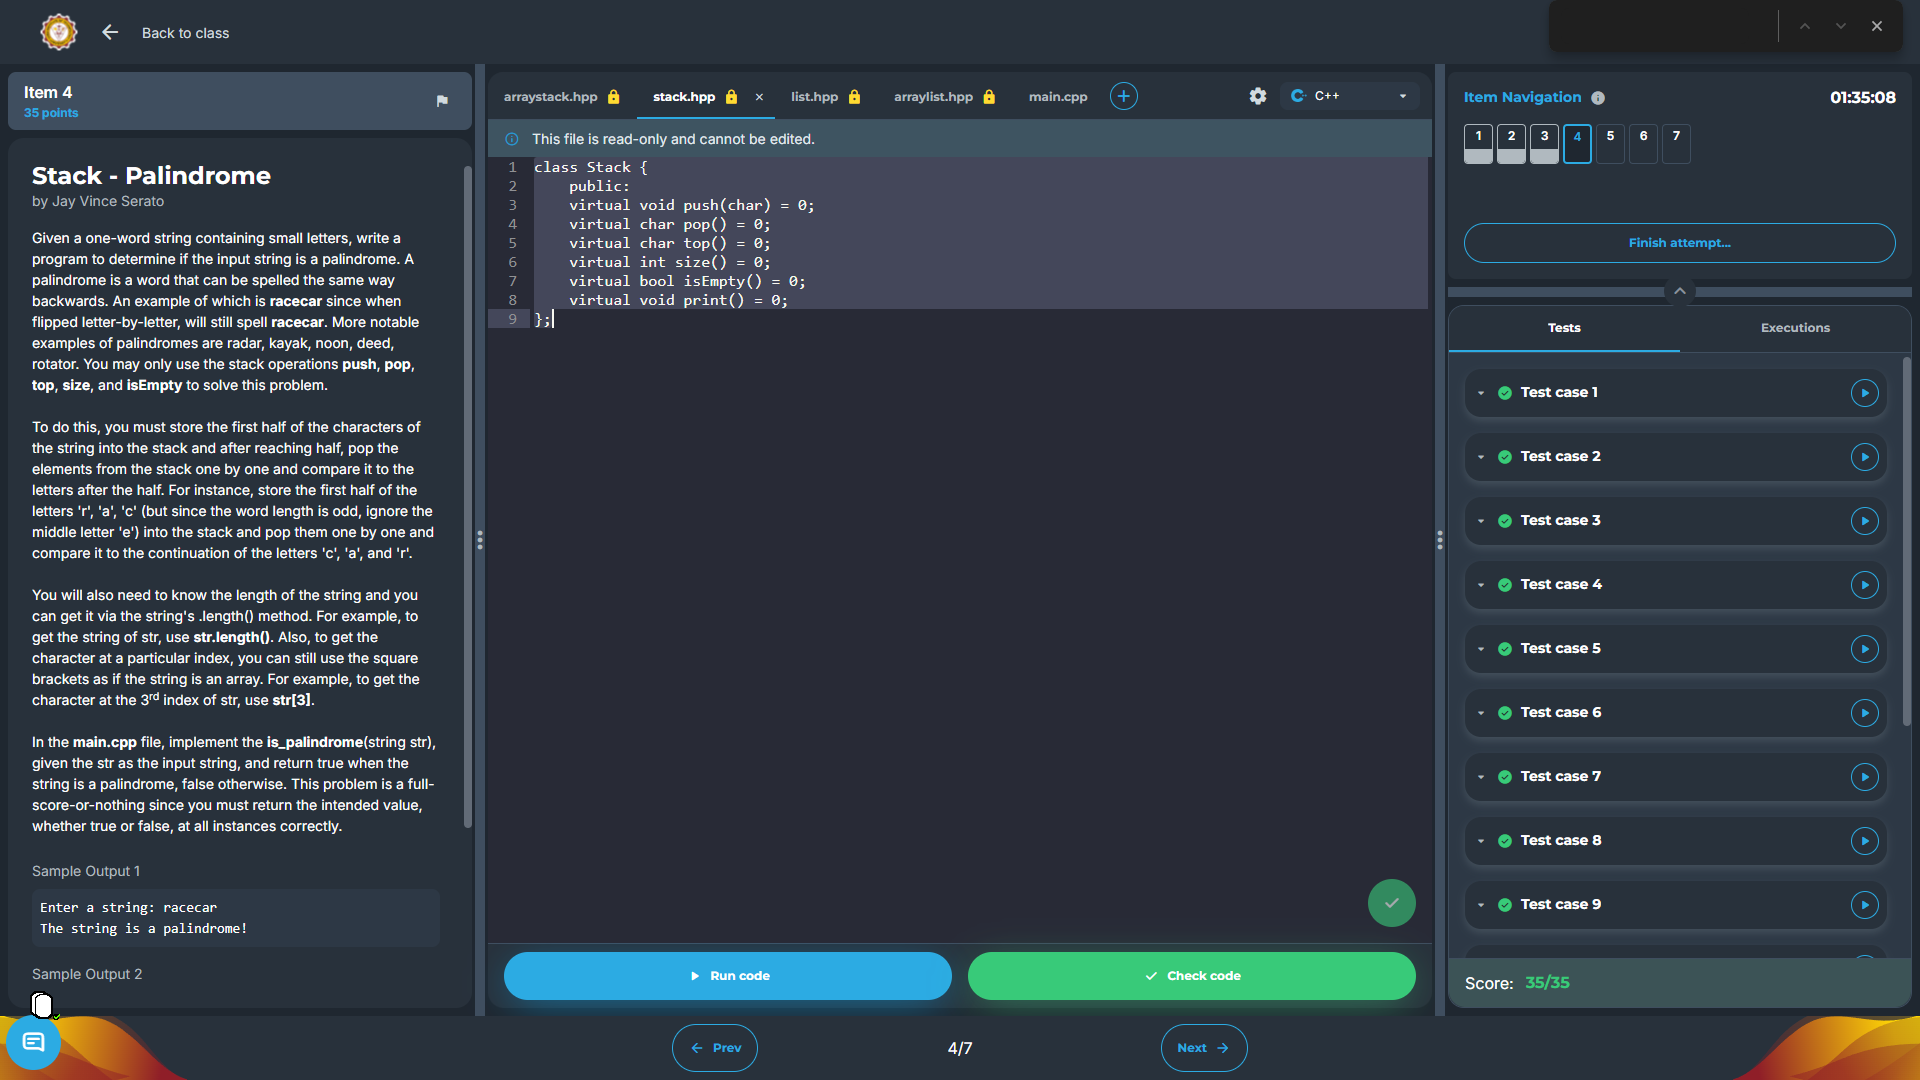 Back to class
Item 4
35 points
Stack - Palindrome
by Jay Vince Serato
Given a one-word string containing small letters, write a
program to determine if the input string is a palindrome. A
palindrome is a word that can be spelled the same way
backwards. An example of which is racecar since when
flipped letter-by-letter, will still spell racecar. More notable
examples of palindromes are radar, kayak, noon, deed,
rotator. You may only use the stack operations push, pop,
top, size, and isEmpty to solve this problem.
To do this, you must store the first half of the characters of
the string into the stack and after reaching half, pop the
elements from the stack one by one and compare it to the
letters after the half. For instance, store the first half of the
letters 'r', 'a', 'c' (but since the word length is odd, ignore the
middle letter 'e') into the stack and pop them one by one and
compare it to the continuation of the letters 'c', 'a', and 'r'.
You will also need to know the length of the string and you
can get it via the string's .length() method. For example, to
get the string of str, use str.length(). Also, to get the
character at a particular index, you can still use the square
brackets as if the string is an array. For example, to get the
character at the 3rd index of str, use str[3].
In the main.cpp file, implement the is_palindrome(string str),
given the str as the input string, and return true when the
string is a palindrome, false otherwise. This problem is a full-
score-or-nothing since you must return the intended value,
whether true or false, at all instances correctly.
Sample Output 1
Enter a string: racecar
The string is a palindrome!
Sample Output 2
arraystack.hpp
stack.hpp
list.hpp
arraylist.hpp
main.cpp
C++
This file is read-only and cannot be edited.
1 class Stack {
2 public:
3 virtual void push(char) = 0;
4 virtual char pop() = 0;
5 virtual char top() = 0;
6 virtual int size() = 0;
7 virtual bool isEmpty() = 0;
8 virtual void print() = 0;
9 };
Run code
Check code
Prev
4/7
Next
Item Navigation
01:35:08
1 2 3 4 5 6 7
Finish attempt...
Tests
Executions
Test case 1
Test case 2
Test case 3
Test case 4
Test case 5
Test case 6
Test case 7
Test case 8
Test case 9
Score: 35/35